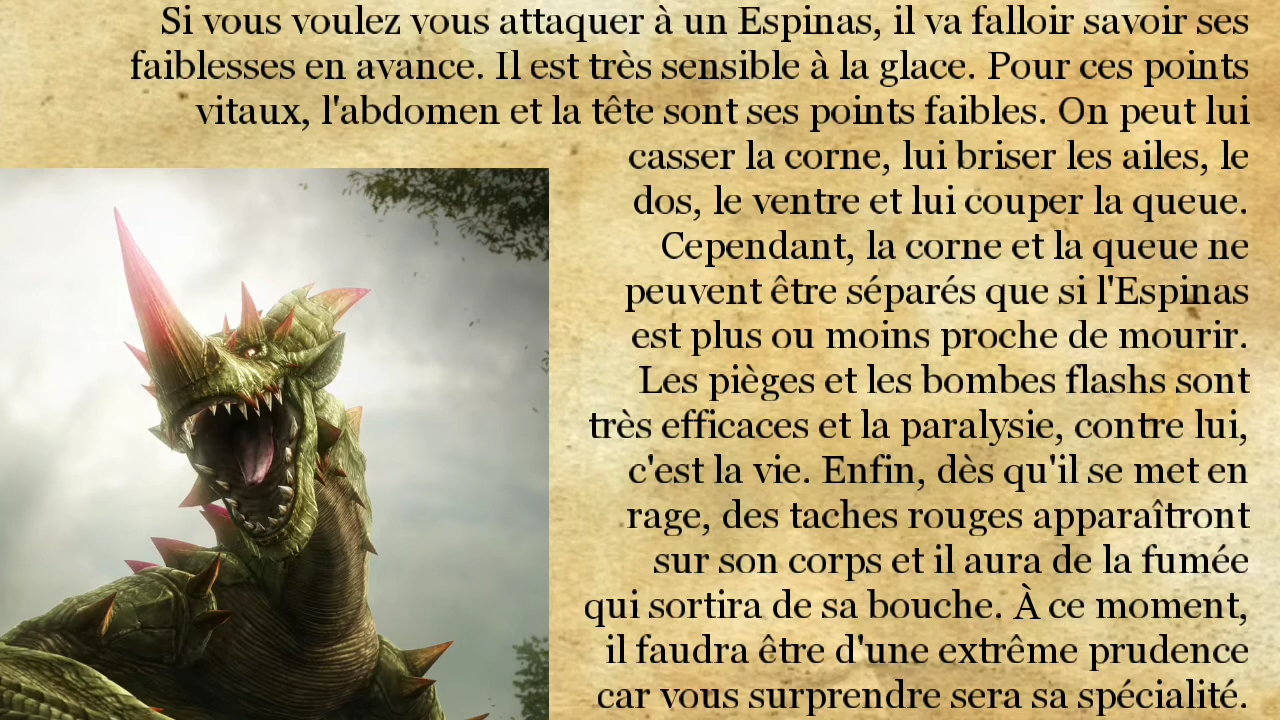 Si vous voulez vous attaquer à un Espinas, il va falloir savoir ses
faiblesses en avance. Il est très sensible à la glace. Pour ces points
vitaux, l'abdomen et la tête sont ses points faibles. On peut lui
casser la corne, lui briser les ailes, le
dos, le ventre et lui couper la queue.
Cependant, la corne et la queue ne
peuvent être séparés que si l'Espinas
est plus ou moins proche de mourir.
Les pièges et les bombes flashs sont
très efficaces et la paralysie, contre lui,
c'est la vie. Enfin, dès qu'il se met en
rage, des taches rouges apparaîtront
sur son corps et il aura de la fumée
qui sortira de sa bouche. À ce moment,
il faudra être d'une extrême prudence
car vous surprendre sera sa spécialité.